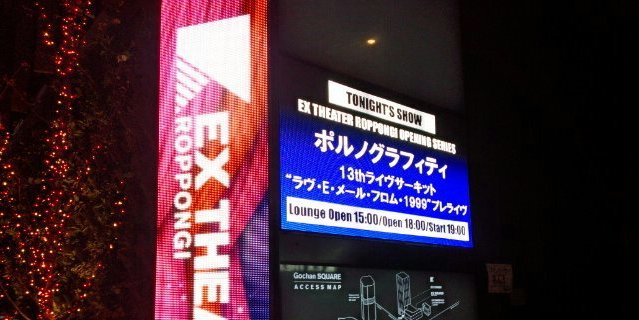 EX THEA
ROPPONGI
TONIGHT'S SHOW
EX THEATER ROPPONGI OPENING SERIES
ポルノグラフィティ
13thライヴサーキット
“ラヴ・E・メール・フロム・1999”プレライヴ
Lounge Open 15:00/Open 18:00/Start 19:00
Gochan SQUARE
ACCESS MAP